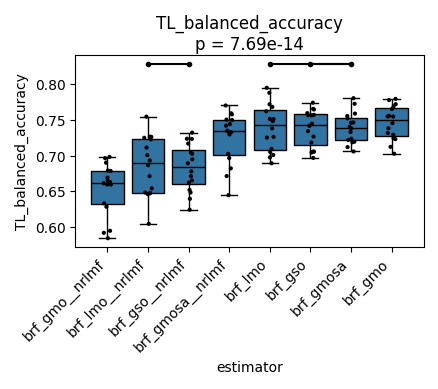 TL_balanced_accuracy
p = 7.69e-14
TL_balanced_accuracy
0.80
0.75
0.70
0.65
0.60
brf_gmo__nrlmf
brf_lmo__nrlmf
brf_gso__nrlmf
brf_gmosa__nrlmf
brf_lmo
brf_gso
brf_gmosa
brf_gmo
estimator